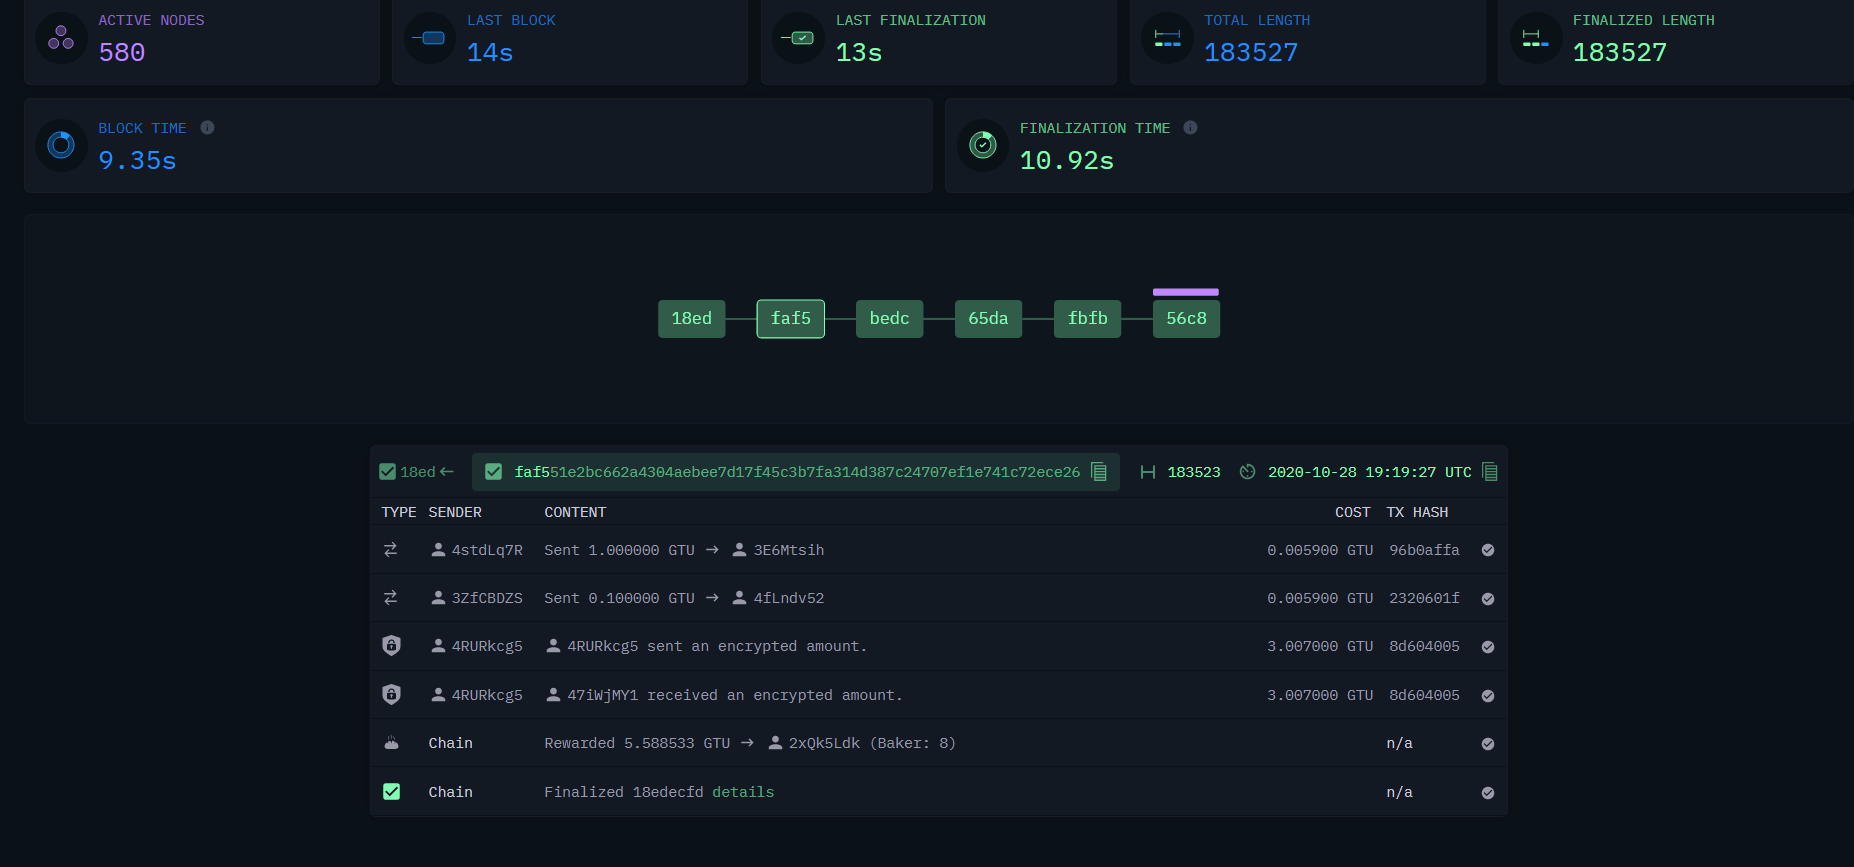 ACTIVE NODES
580
LAST BLOCK
14s
LAST FINALIZATION
13s
TOTAL LENGTH
183527
FINALIZED LENGTH
183527
BLOCK TIME
9.35s
FINALIZATION TIME
10.92s
18ed faf5 bedc 65da fbfb 56c8
18ed faf551e2bc662a4304aebee7d17f45c3b7fa314d387c24707ef1e741c72ece26 183523 2020-10-28 19:19:27 UTC
TYPE SENDER CONTENT COST TX HASH
4stdLq7R Sent 1.000000 GTU → 3E6Mtsih 0.005900 GTU 96b0affa
3ZfCBDZS Sent 0.100000 GTU → 4fLndv52 0.005900 GTU 2320601f
4RURkcg5 4RURkcg5 sent an encrypted amount. 3.007000 GTU 8d604005
4RURkcg5 47iWjMY1 received an encrypted amount. 3.007000 GTU 8d604005
Chain Rewarded 5.588533 GTU → 2xQk5Ldk (Baker: 8) n/a
Chain Finalized 18edecfd details n/a